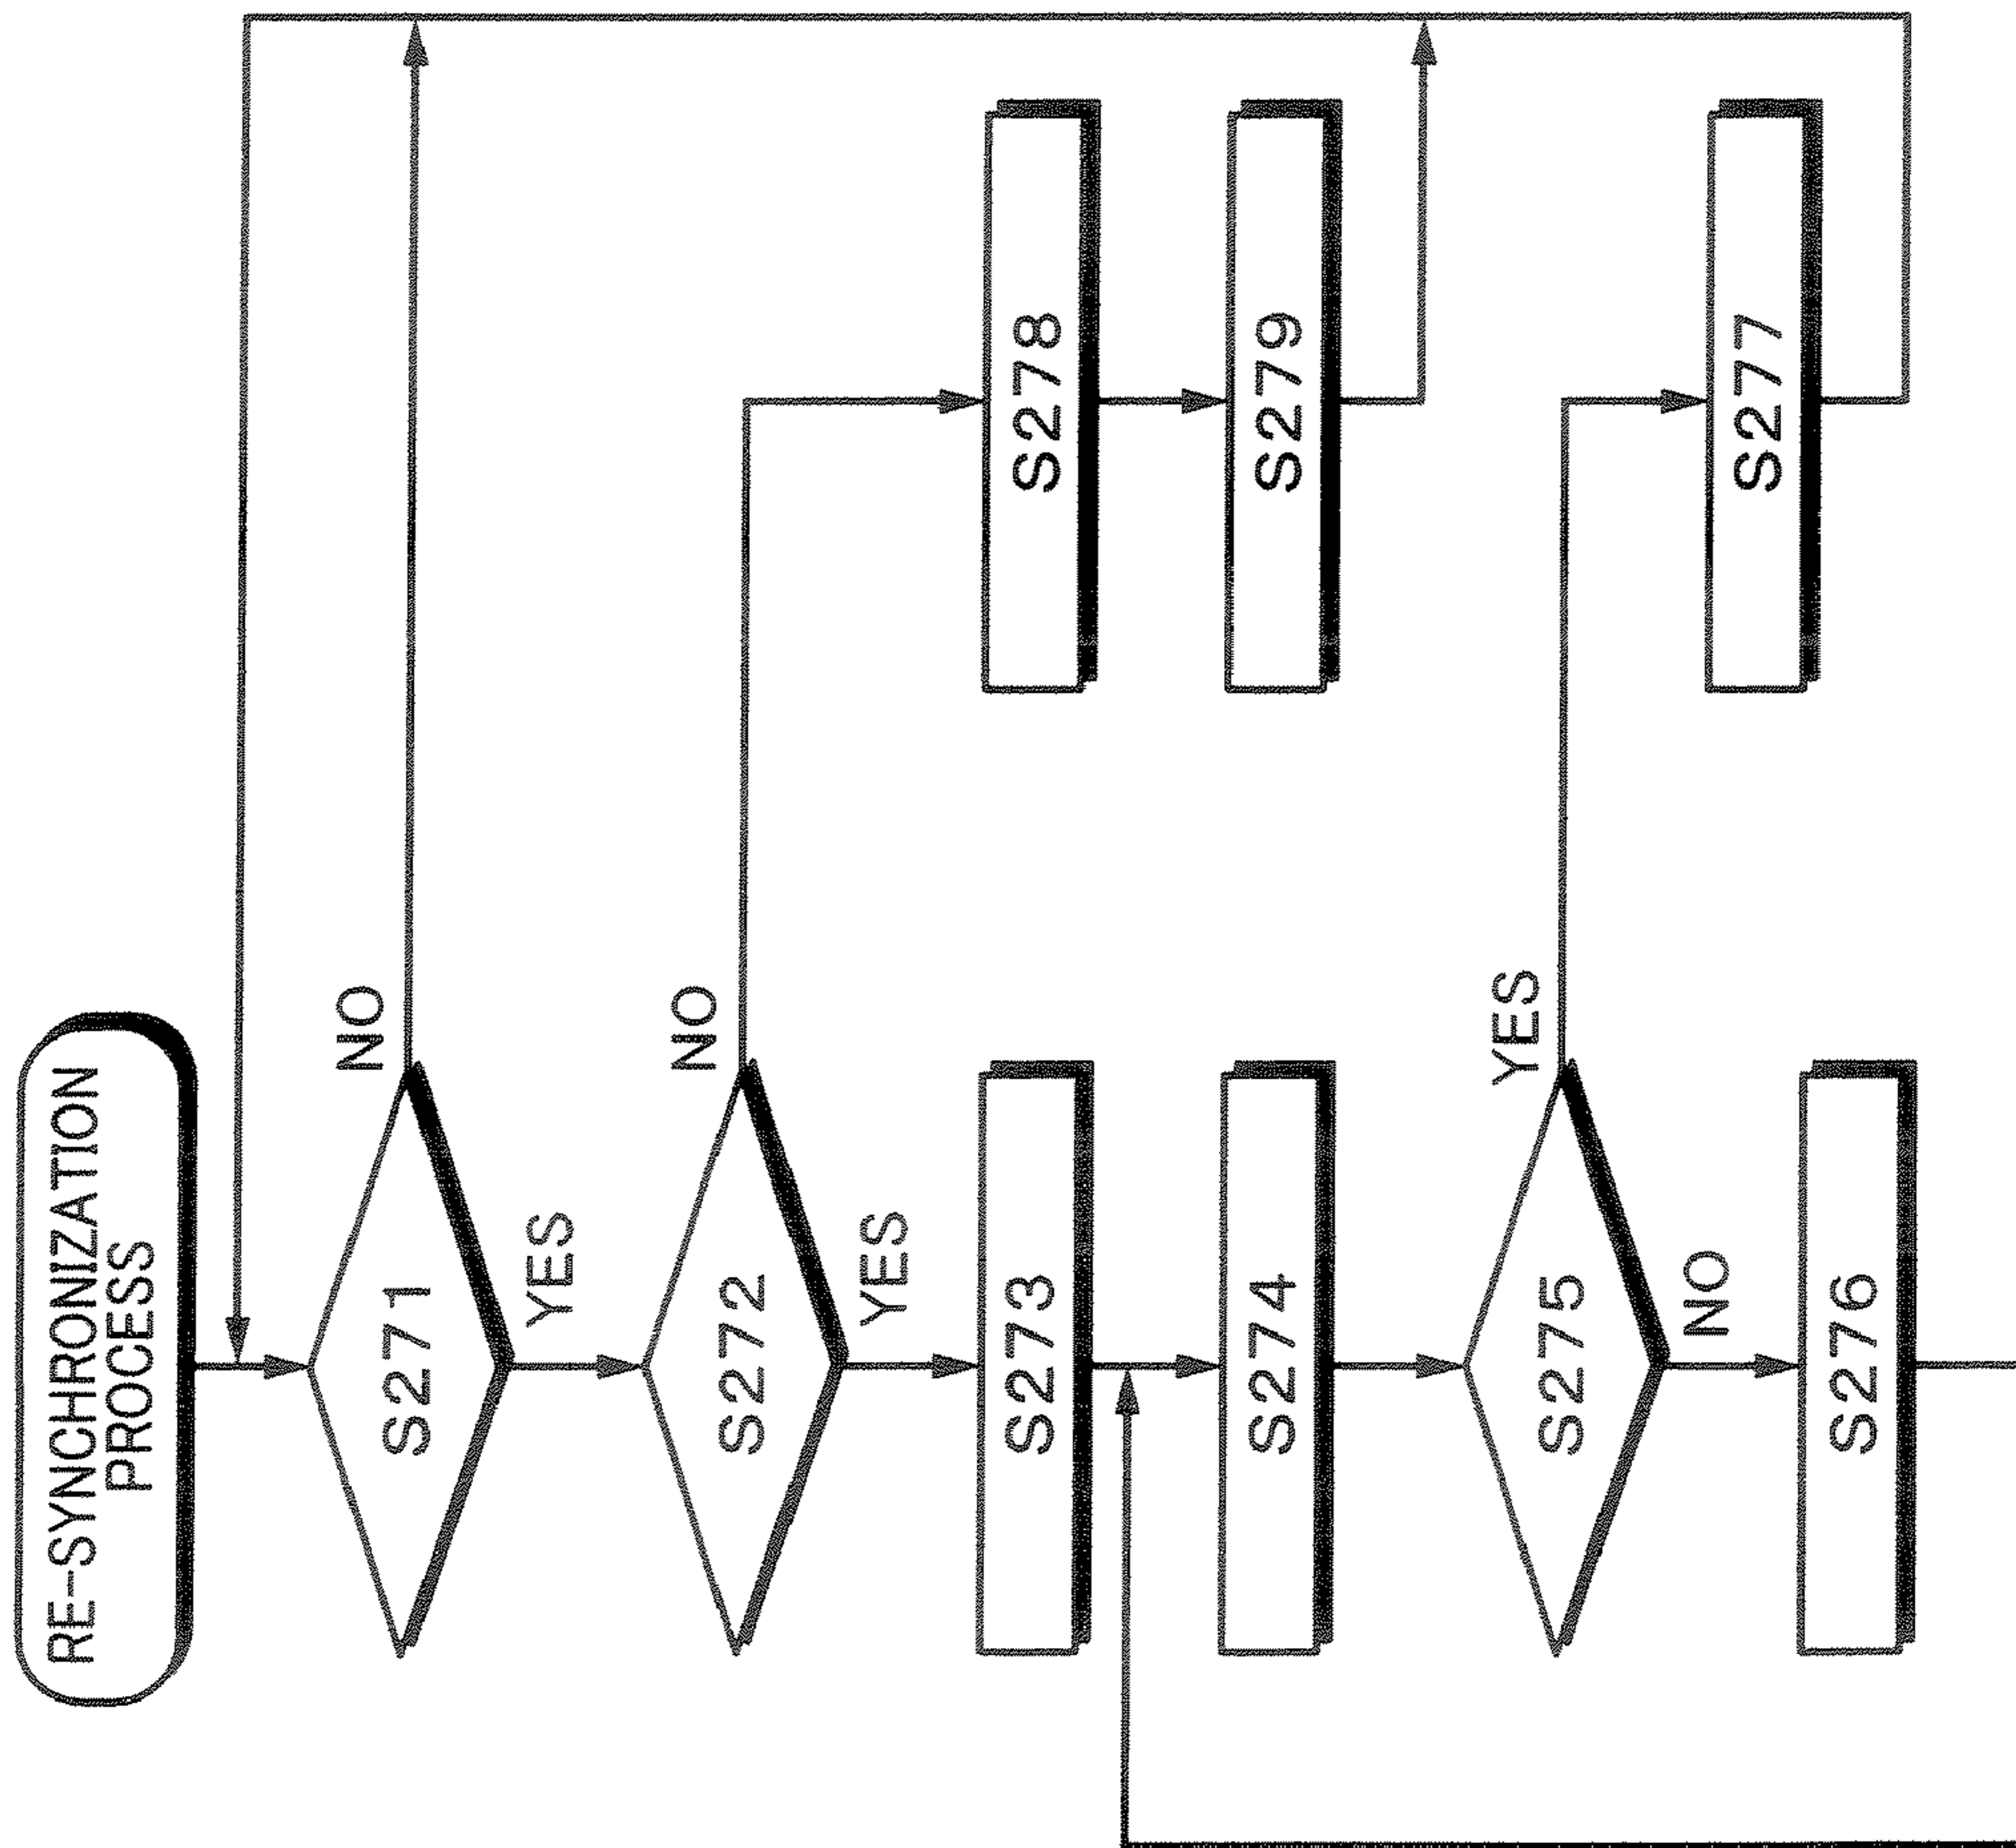 RE-SYNCHRONIZATION
PROCESS
S271
NO
YES
S272
NO
YES
S273
S278
S274
S279
S275
YES
NO
S276
S277